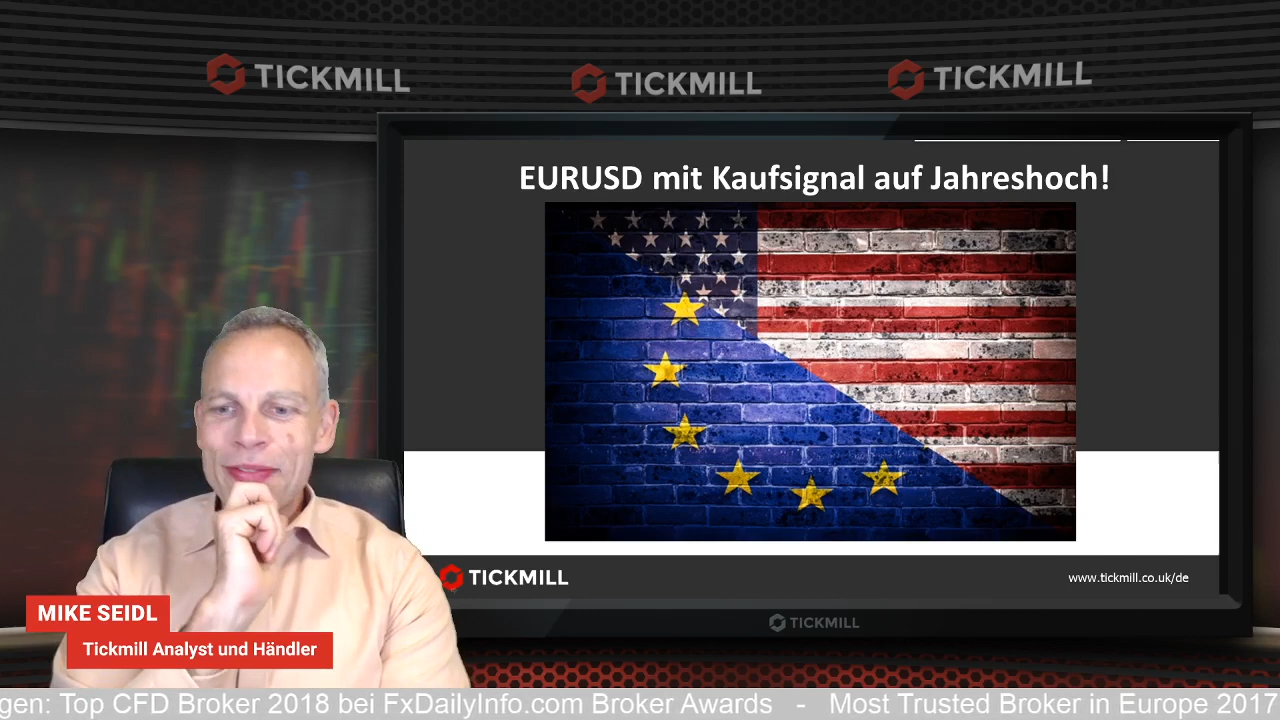 TICKMILL
TICKMILL
TICKMILL
EURUSD mit Kaufsignal auf Jahreshoch!
TICKMILL
www.tickmill.co.uk/de
TICKMILL
MIKE SEIDL
Tickmill Analyst und Händler
gen: Top CFD Broker 2018 bei FxDailyInfo.com Broker Awards - Most Trusted Broker in Europe 2017